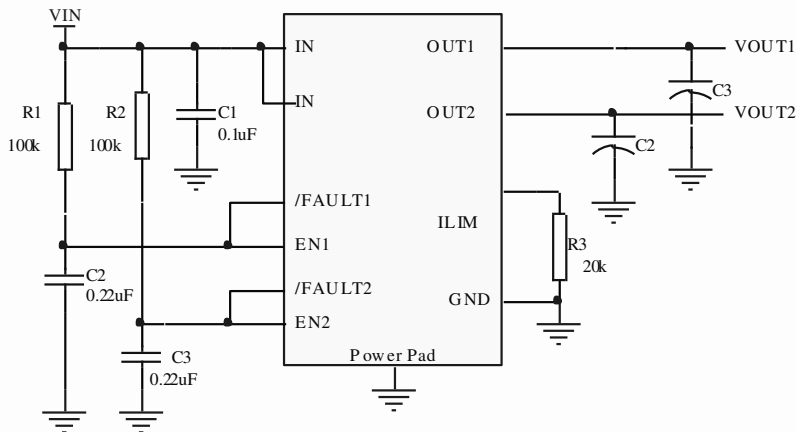 VIN
IN
OUT1
VOUT1
R1
100k
R2
100k
C1
0.1uF
IN
OUT2
C3
VOUT2
C2
/FAULT1
ILIM
EN1
R3
20k
C2
0.22uF
/FAULT2
GND
EN2
C3
0.22uF
Power Pad